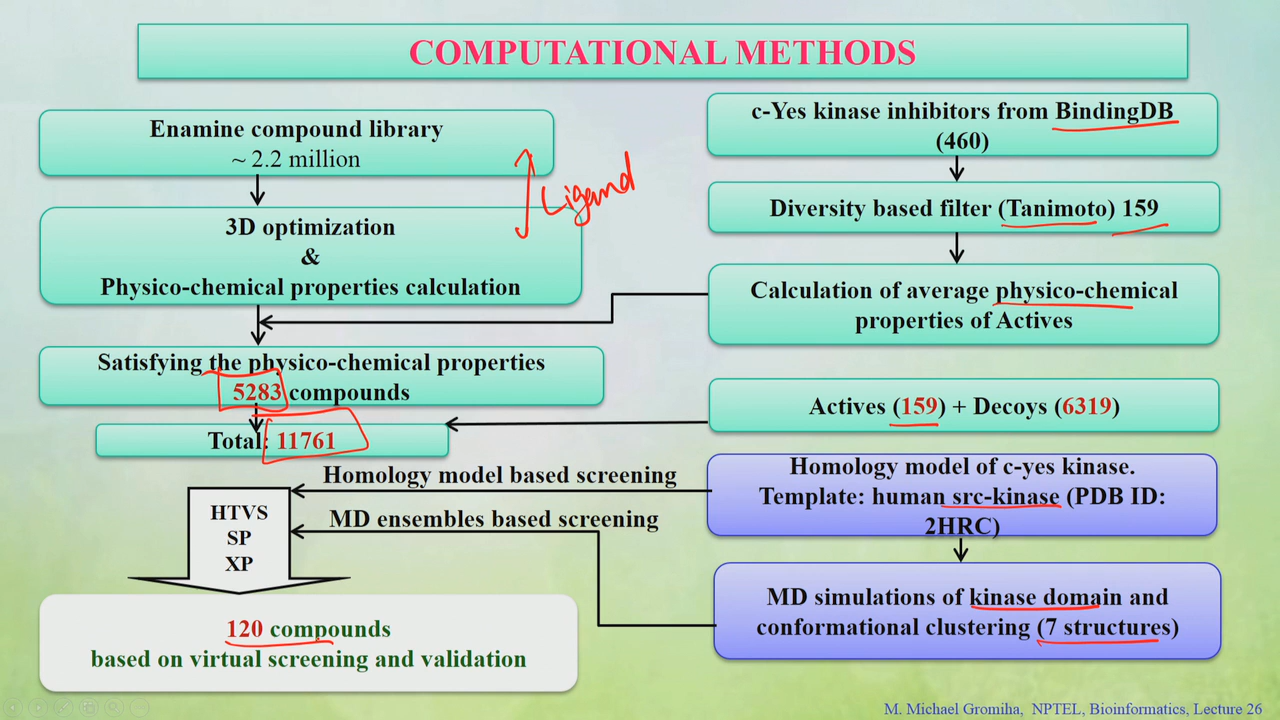 COMPUTATIONAL METHODS
Enamine compound library
~ 2.2 million
Ligand
3D optimization
&
Physico-chemical properties calculation
Satisfying the physico-chemical properties
5283 compounds
Total: 11761
c-Yes kinase inhibitors from BindingDB
(460)
Diversity based filter (Tanimoto) 159
Calculation of average physico-chemical
properties of Actives
Actives (159) + Decoys (6319)
Homology model of c-yes kinase.
Template: human src-kinase (PDB ID:
2HRC)
MD simulations of kinase domain and
conformational clustering (7 structures)
Homology model based screening
MD ensembles based screening
HTVS
SP
XP
120 compounds
based on virtual screening and validation
M. Michael Gromiha, NPTEL, Bioinformatics, Lecture 26